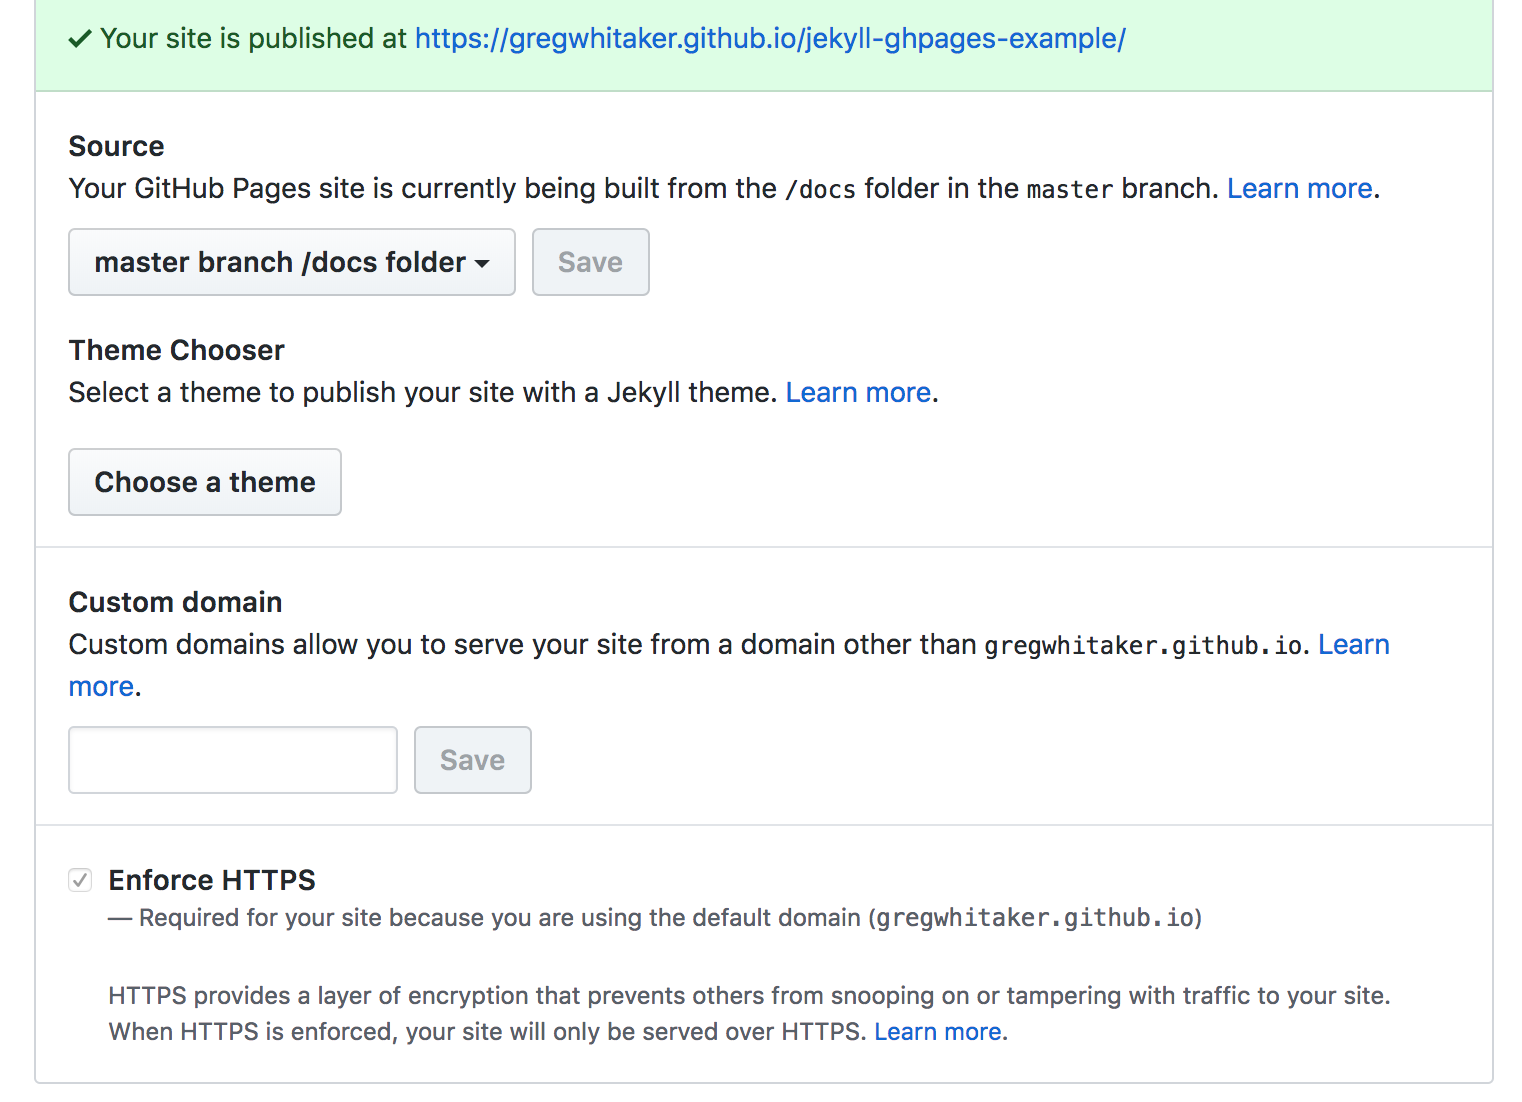 Your site is published at https://gregwhitaker.github.io/jekyll-ghpages-example/
Source
Your GitHub Pages site is currently being built from the /docs folder in the master branch. Learn more.
master branch /docs folder
Save
Theme Chooser
Select a theme to publish your site with a Jekyll theme. Learn more.
Choose a theme
Custom domain
Custom domains allow you to serve your site from a domain other than gregwhitaker.github.io. Learn
more.
Save
Enforce HTTPS
— Required for your site because you are using the default domain (gregwhitaker.github.io)
HTTPS provides a layer of encryption that prevents others from snooping on or tampering with traffic to your site.
When HTTPS is enforced, your site will only be served over HTTPS. Learn more.